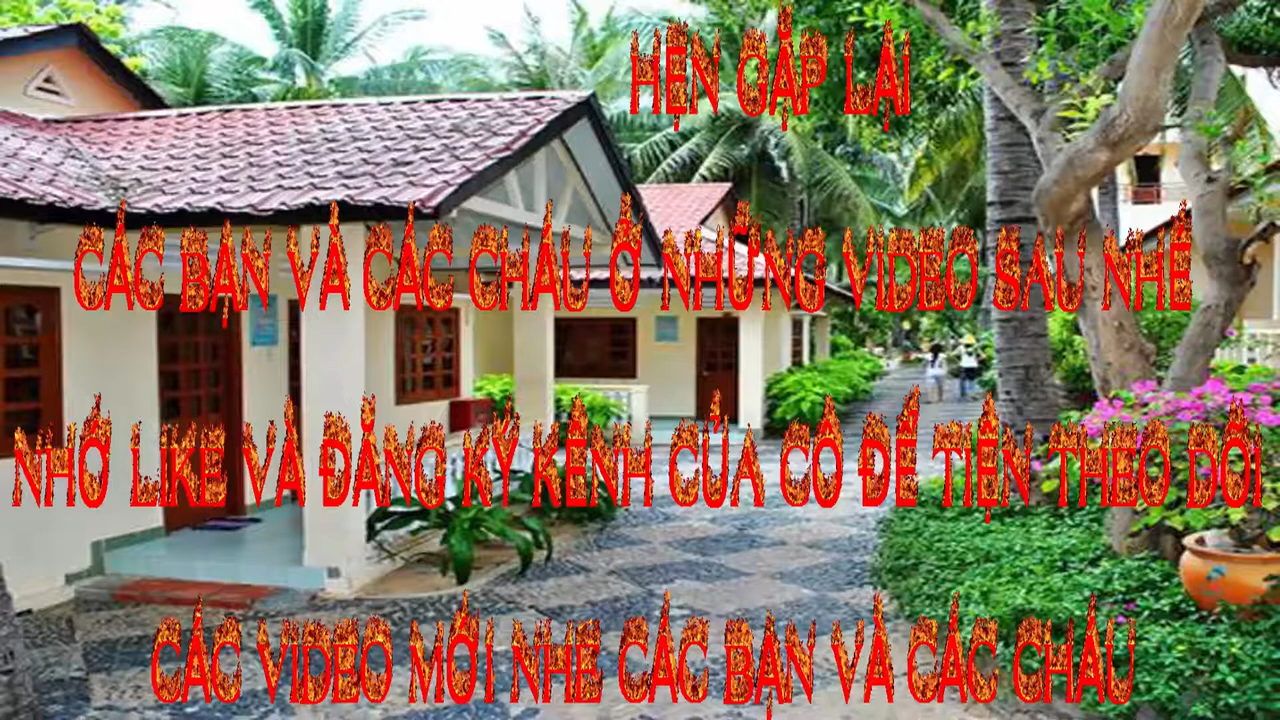 HẸN GẶP LẠI
CÁC BẠN VÀ CÁC CHÁU Ở NHỮNG VIDEO SAU NHÉ
NHỚ LIKE VÀ ĐĂNG KÝ KÊNH CỦA CÔ ĐỂ TIỆN THEO DÕI
CÁC VIDEO MỚI NHE CÁC BẠN VÀ CÁC CHÁU